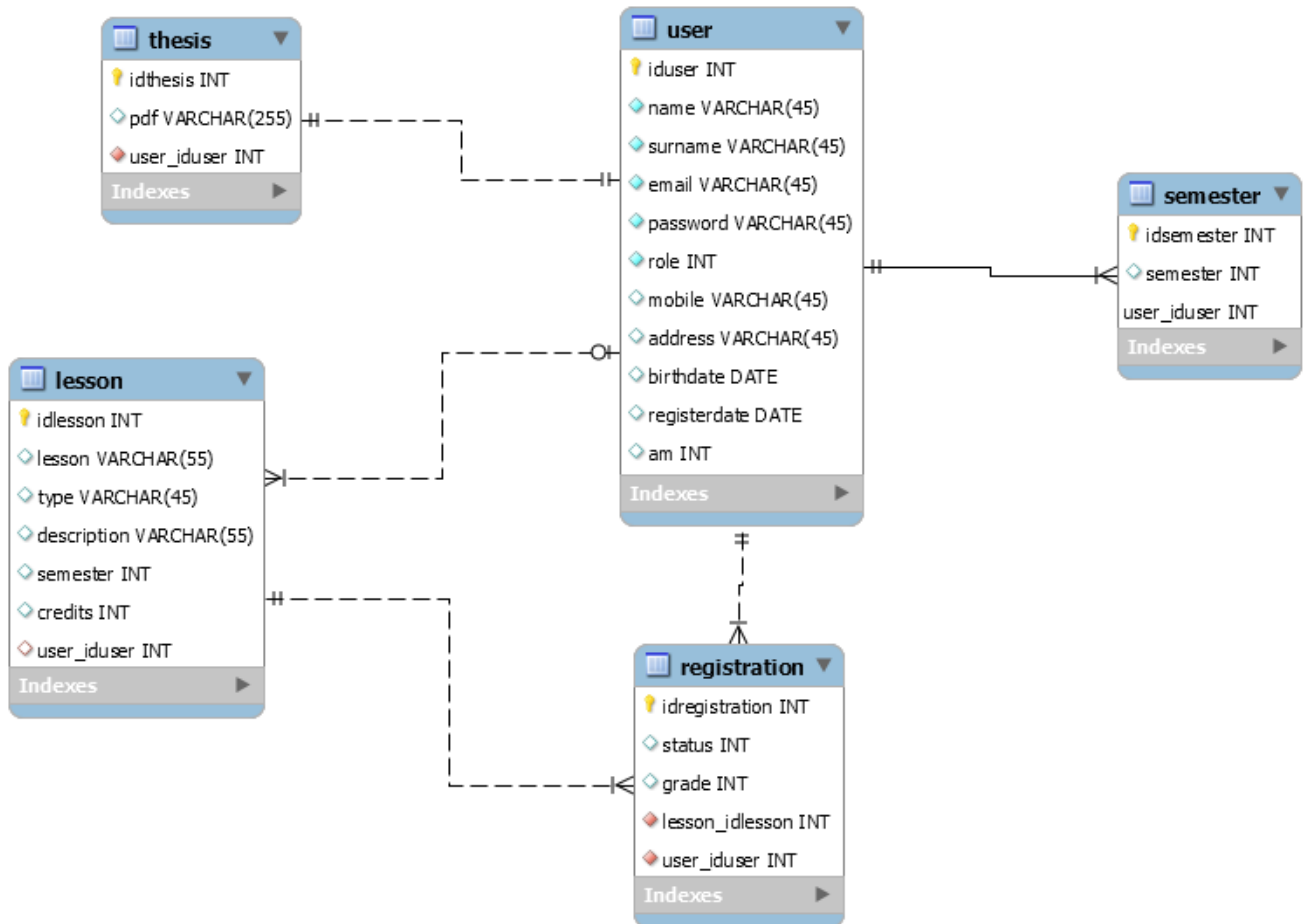 thesis
idthesis INT
pdf VARCHAR(255)
user_iduser INT
Indexes
user
iduser INT
name VARCHAR(45)
surname VARCHAR(45)
email VARCHAR(45)
password VARCHAR(45)
role INT
mobile VARCHAR(45)
address VARCHAR(45)
birthdate DATE
registerdate DATE
am INT
Indexes
semester
idsemester INT
semester INT
user_iduser INT
Indexes
lesson
idlesson INT
lesson VARCHAR(55)
type VARCHAR(45)
description VARCHAR(55)
semester INT
credits INT
user_iduser INT
Indexes
registration
idregistration INT
status INT
grade INT
lesson_idlesson INT
user_iduser INT
Indexes